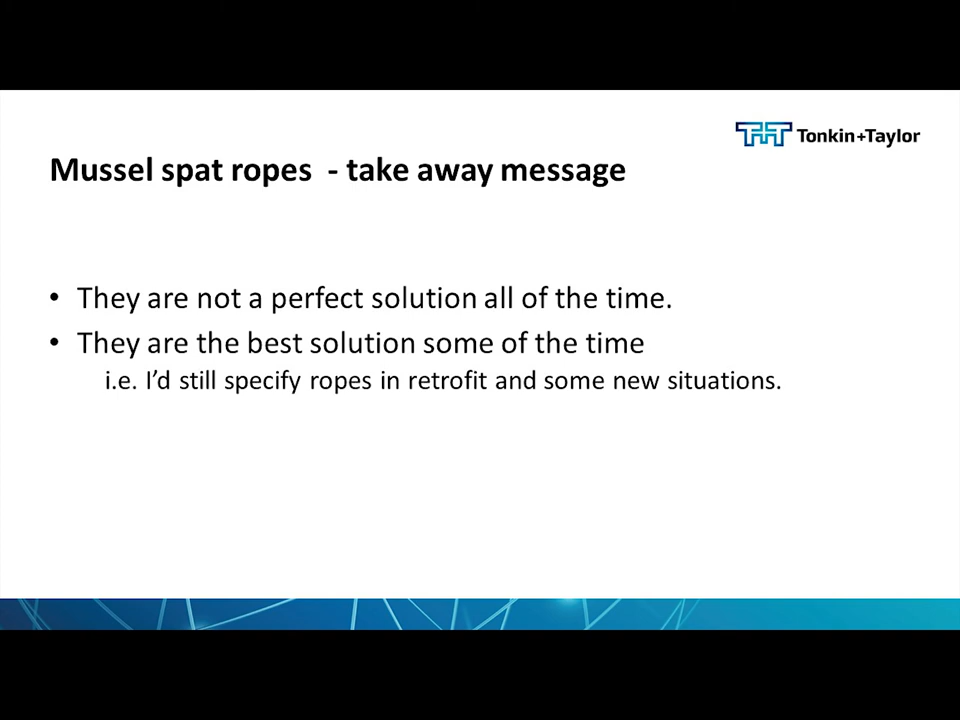 Tonkin+Taylor
Mussel spat ropes - take away message
• They are not a perfect solution all of the time.
• They are the best solution some of the time
i.e. I’d still specify ropes in retrofit and some new situations.